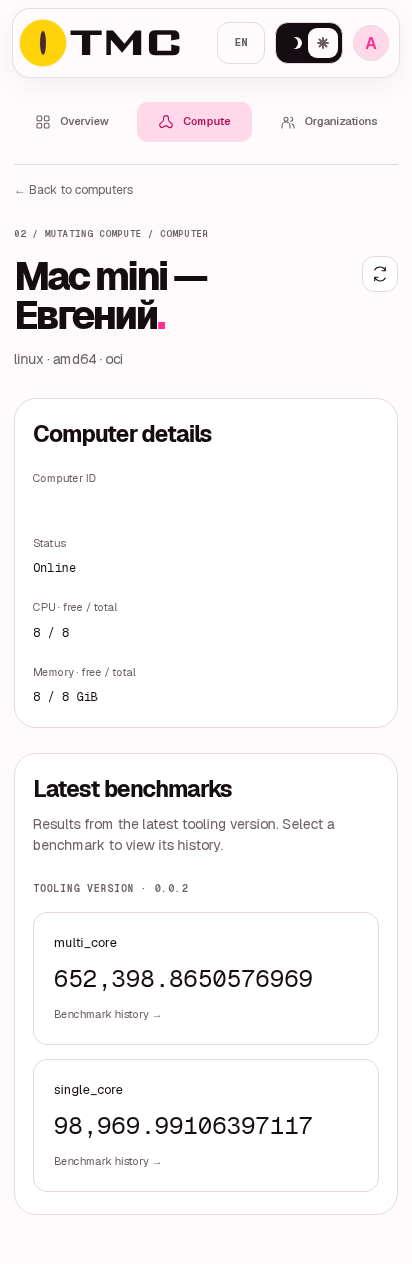 TMC
EN
A
Overview
Compute
Organizations
← Back to computers
02 / MUTATING COMPUTE / COMPUTER
Mac mini —
Евгений.
linux · amd64 · oci
Computer details
Computer ID
Status
Online
CPU · free / total
8 / 8
Memory · free / total
8 / 8 GiB
Latest benchmarks
Results from the latest tooling version. Select a
benchmark to view its history.
TOOLING VERSION · 0.0.2
multi_core
652,398.8650576969
Benchmark history →
single_core
98,969.99106397117
Benchmark history →